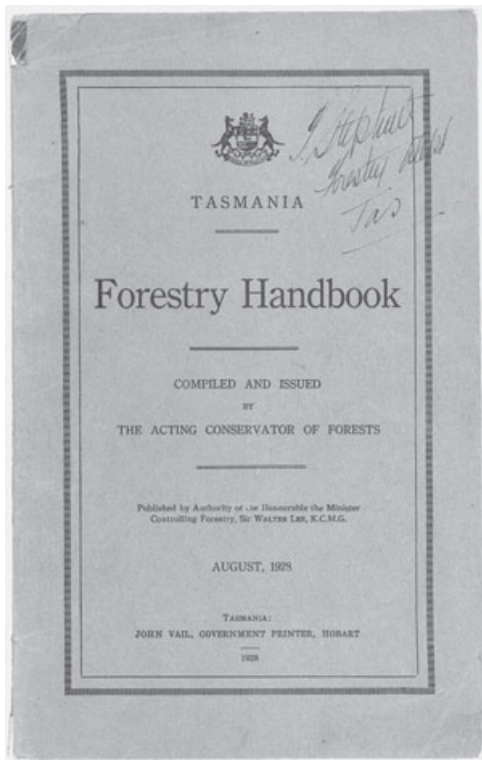 TASMANIA
Forestry Handbook
COMPILED AND ISSUED
BY
THE ACTING CONSERVATOR OF FORESTS
Published by Authority of the Honourable the Minister
Controlling Forestry, Sir WALTER LEE, K.C.M.G.
AUGUST, 1928
TASMANIA:
JOHN VAIL, GOVERNMENT PRINTER, HOBART
1928
Forestry
Tas